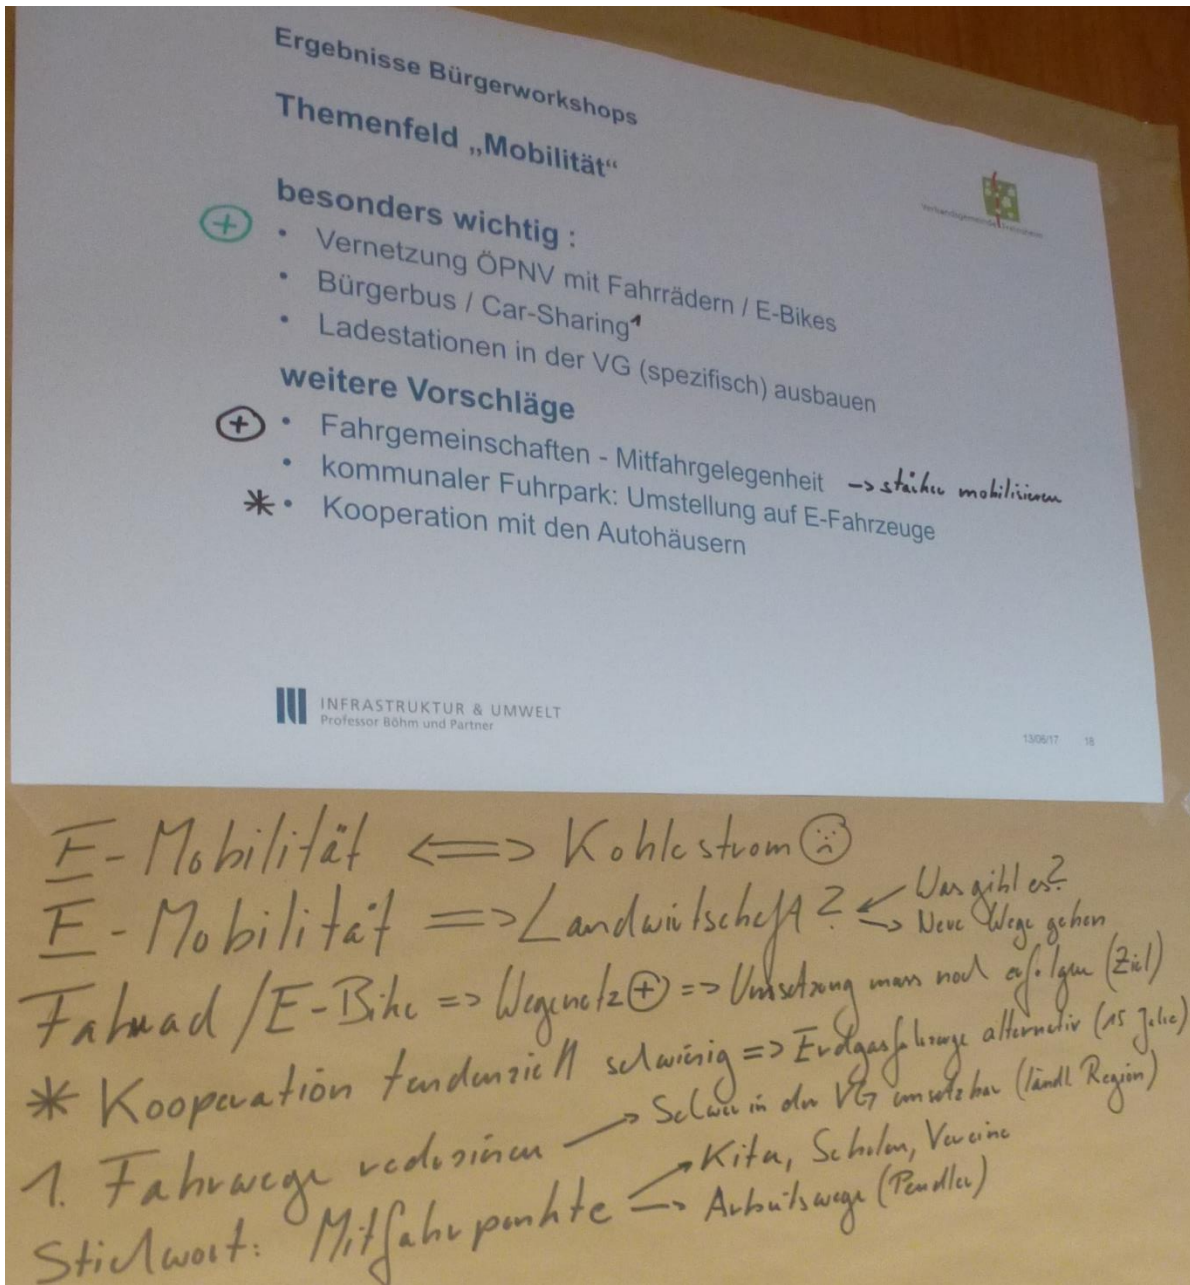 Ergebnisse Bürgerworkshops
Themenfeld „Mobilität“
besonders wichtig :
⊕ • Vernetzung ÖPNV mit Fahrrädern / E-Bikes
• Bürgerbus / Car-Sharing¹
• Ladestationen in der VG (spezifisch) ausbauen
weitere Vorschläge
⊕ • Fahrgemeinschaften - Mitfahrgelegenheit -> stärker mobilisieren
• kommunaler Fuhrpark: Umstellung auf E-Fahrzeuge
* • Kooperation mit den Autohäusern
Verbandsgemeinde
INFRASTRUKTUR & UMWELT
Professor Böhm und Partner
13/06/17 18
E-Mobilität <=> Kohlestrom ☹
E-Mobilität => Landwirtschaft? Was gibt es?
-> Neue Wege gehen
Fahrrad / E-Bike => Wegenetz ⊕ => Umsetzung muss noch erfolgen (Ziel)
* Kooperation tendenziell schwierig => Erdgasfahrzeuge alternativ (15 Jahre)
1. Fahrwege reduzieren -> Schwer in der VG umsetzbar (ländl Region)
Stichwort: Mitfahrpunkte -> Kita, Schulen, Vereine
-> Arbeitswege (Pendler)